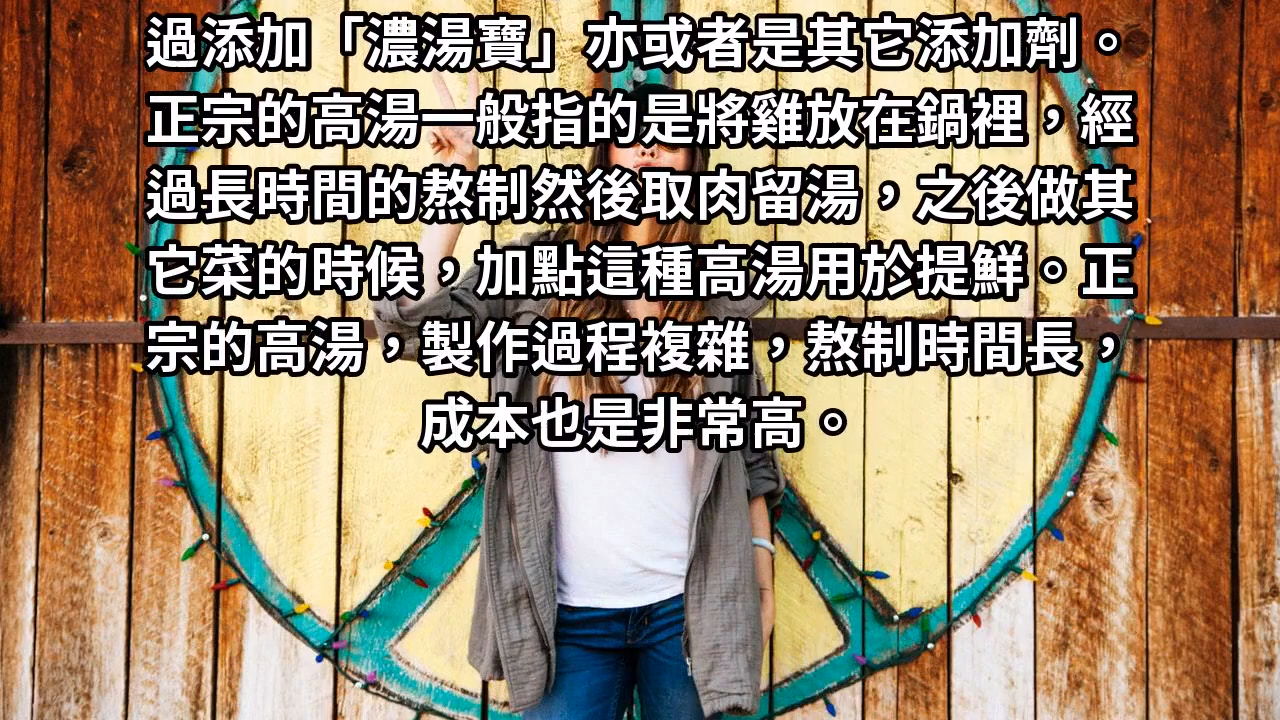 過添加「濃湯寶」亦或者是其它添加劑。
正宗的高湯一般指的是將雞放在鍋裡，經
過長時間的熬制然後取肉留湯，之後做其
它菜的時候，加點這種高湯用於提鮮。正
宗的高湯，製作過程複雜，熬制時間長，
成本也是非常高。